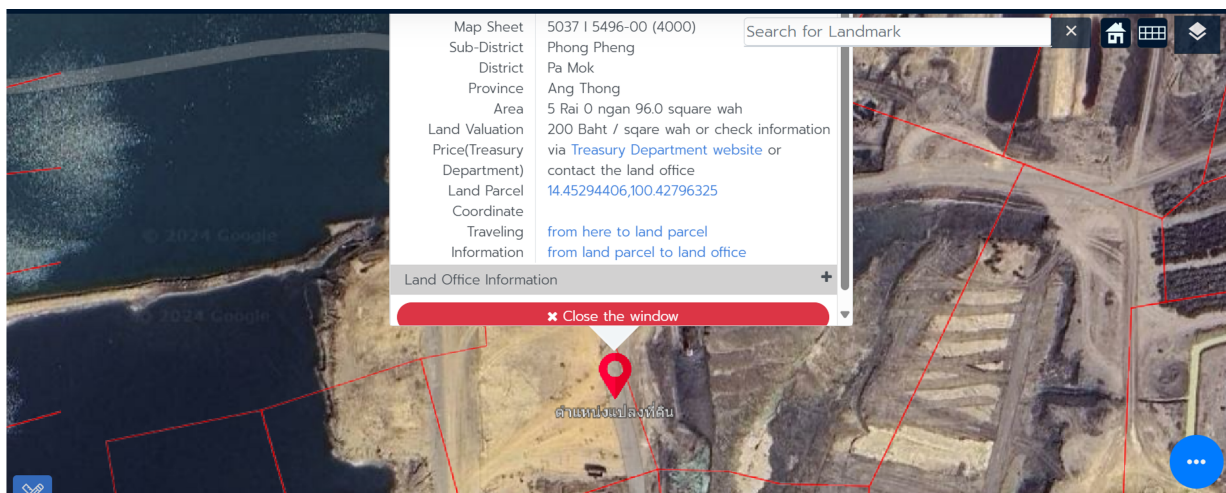 Map Sheet 5037 I 5496-00 (4000)
Search for Landmark ×
Sub-District Phong Pheng
District Pa Mok
Province Ang Thong
Area 5 Rai 0 ngan 96.0 square wah
Land Valuation 200 Baht / sqare wah or check information
Price(Treasury via Treasury Department website or
Department) contact the land office
Land Parcel 14.45294406,100.42796325
Coordinate
Traveling from here to land parcel
Information from land parcel to land office
Land Office Information +
✖ Close the window
© 2024 Google
© 2024 Google
ตำแหน่งแปลงที่ดิน